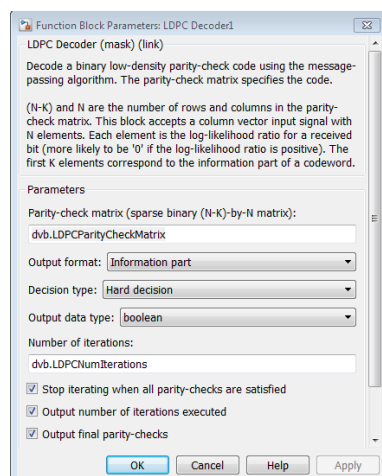 Function Block Parameters: LDPC Decoder1
LDPC Decoder (mask) (link)
Decode a binary low-density parity-check code using the message-
passing algorithm. The parity-check matrix specifies the code.
(N-K) and N are the number of rows and columns in the parity-
check matrix. This block accepts a column vector input signal with
N elements. Each element is the log-likelihood ratio for a received
bit (more likely to be '0' if the log-likelihood ratio is positive). The
first K elements correspond to the information part of a codeword.
Parameters
Parity-check matrix (sparse binary (N-K)-by-N matrix):
dvb.LDPCParityCheckMatrix
Output format: Information part
Decision type: Hard decision
Output data type: boolean
Number of iterations:
dvb.LDPCNumIterations
Stop iterating when all parity-checks are satisfied
Output number of iterations executed
Output final parity-checks
OK Cancel Help Apply